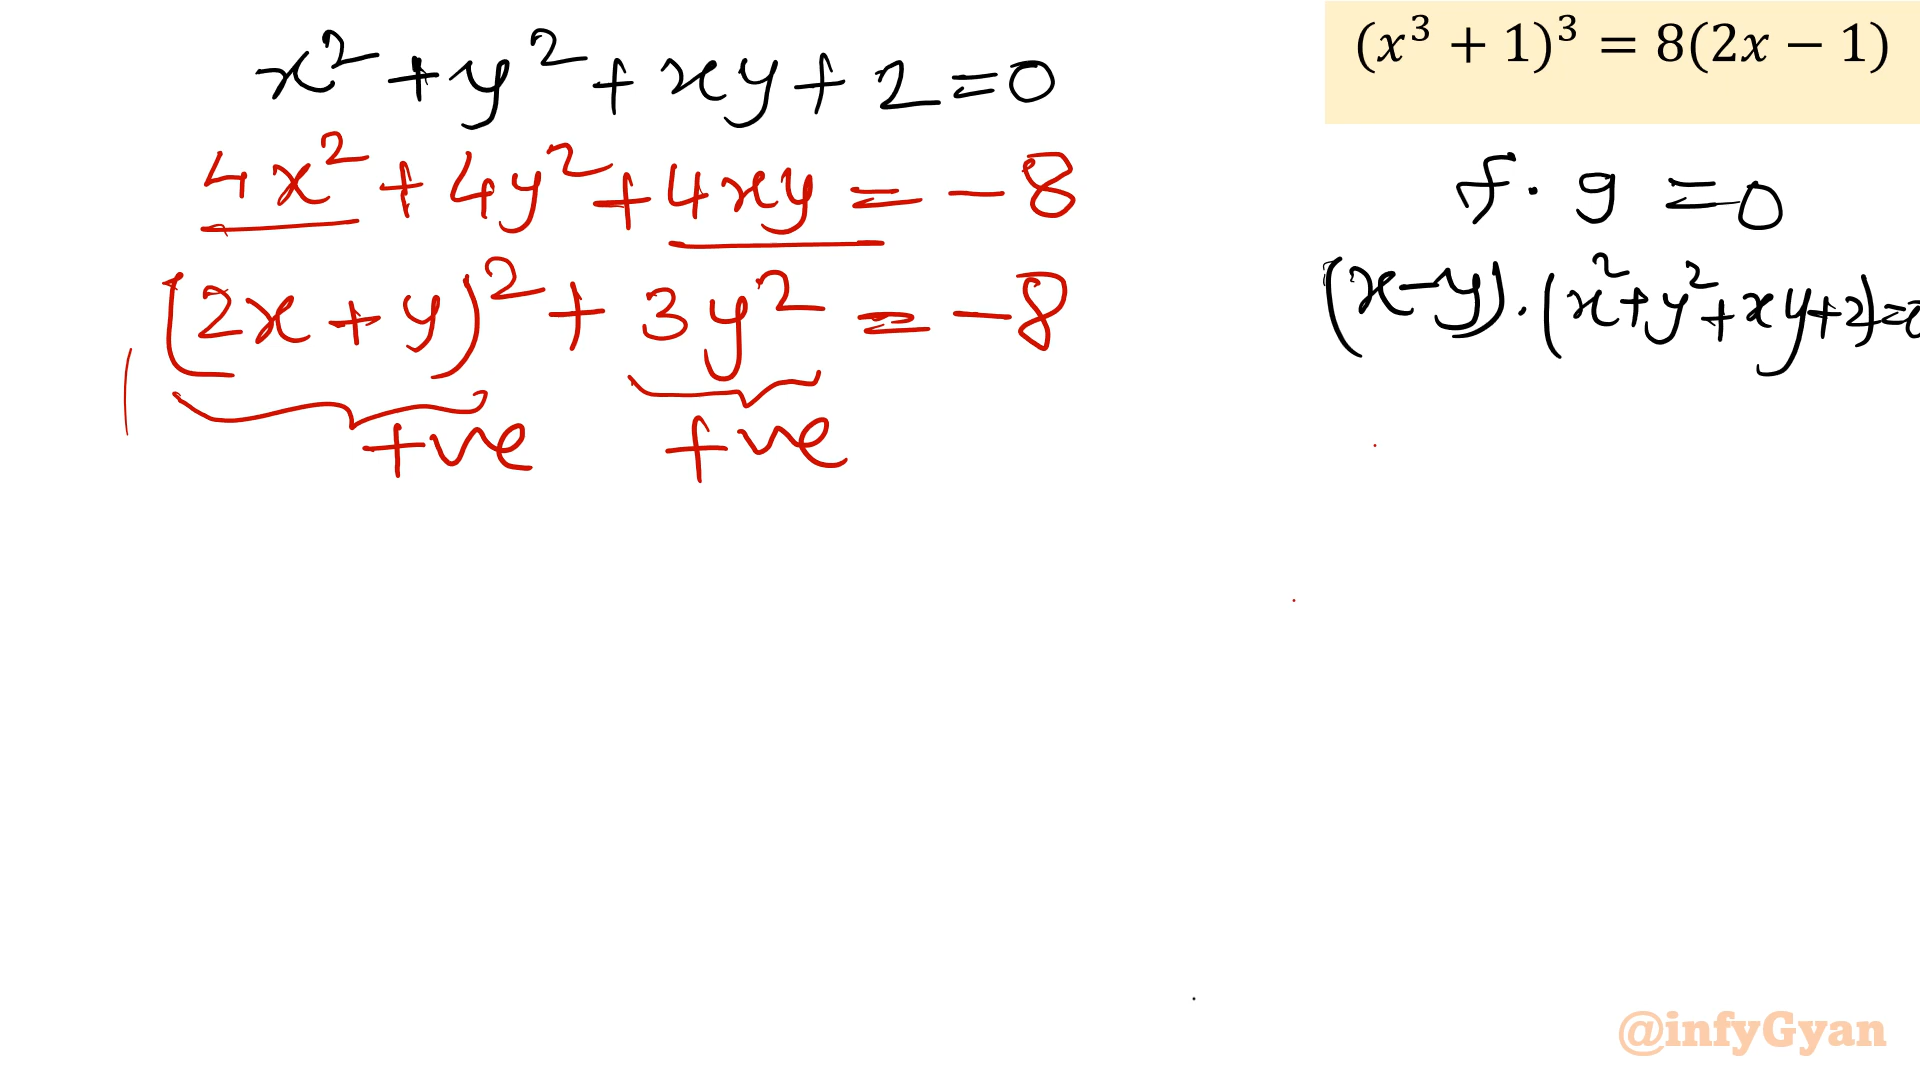 x² + y² + xy + 2 = 0
4x² + 4y² + 4xy = -8
(2x + y)² + 3y² = -8
+ve +ve
(x³ + 1)³ = 8(2x − 1)
f · g = 0
(x-y) · (x² + y² + xy + 2) = 0
@infyGyan